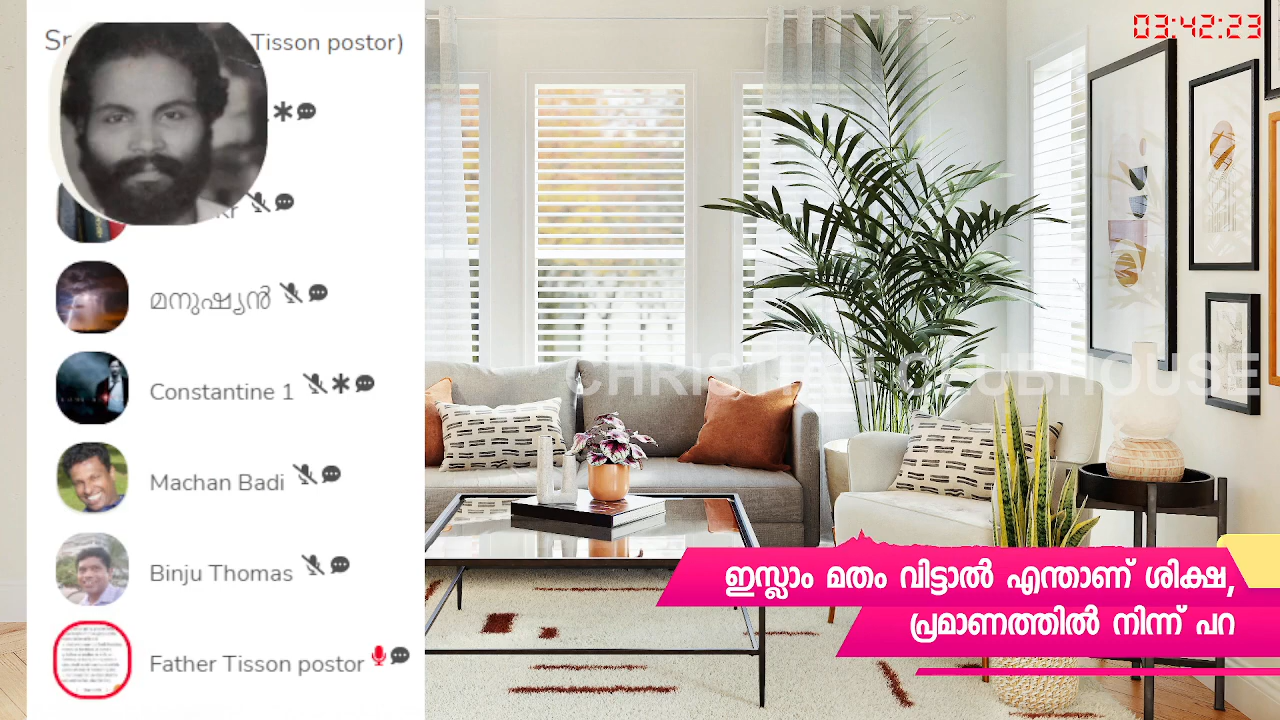 03:42:23
Tisson postor)
മനുഷ്യൻ
Constantine 1
Machan Badi
Binju Thomas
Father Tisson postor
CHRISTIAN CLUBHOUSE
ഇസ്ലാം മതം വിട്ടാൽ എന്താണ് ശിക്ഷ,
പ്രമാണത്തിൽ നിന്ന് പറ